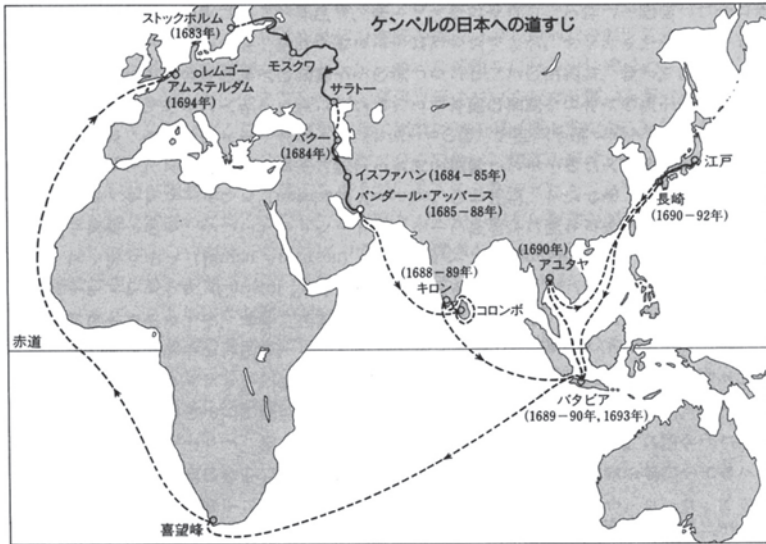 ケンペルの日本への道すじ
ストックホルム
(1683年)
モスクワ
レムゴー
アムステルダム
(1694年)
サラトー
バクー
(1684年)
イスファハン(1684-85年)
バンダール・アッバース
(1685-88年)
江戸
長崎
(1690-92年)
(1690年)
アユタヤ
(1688-89年)
キロン
コロンボ
赤道
バタビア
(1689-90年,1693年)
喜望峰